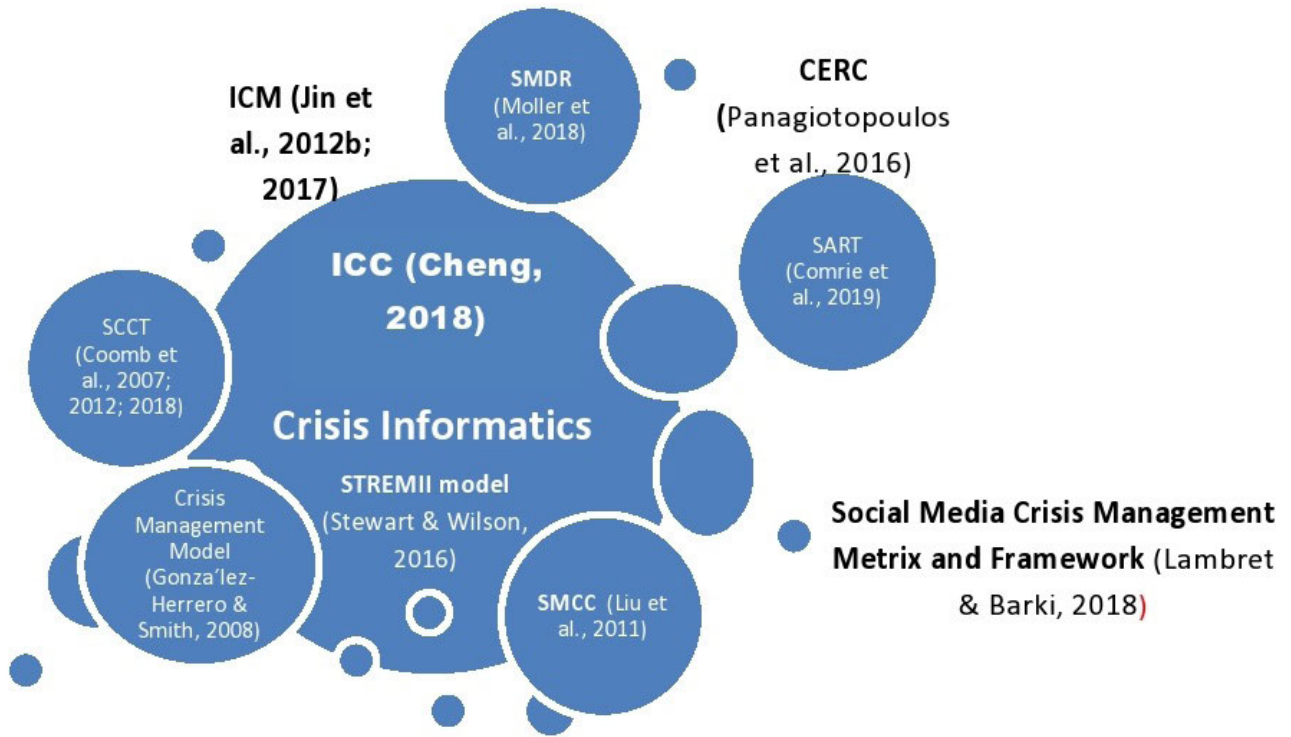 ICM (Jin et
al., 2012b;
2017)
SMDR
(Moller et
al., 2018)
CERC
(Panagiotopoulos
et al., 2016)
SART
(Comrie et
al., 2019)
ICC (Cheng,
2018)
SCCT
(Coomb et
al., 2007;
2012; 2018)
Crisis Informatics
STREMII model
(Stewart & Wilson,
2016)
Crisis
Management
Model
(Gonza´lez-
Herrero &
Smith, 2008)
SMCC (Liu et
al., 2011)
Social Media Crisis Management
Metrix and Framework (Lambret
& Barki, 2018)